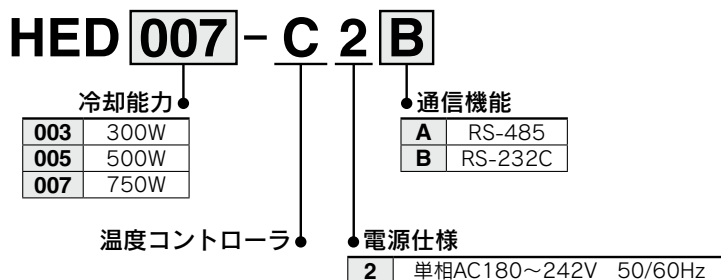 HED 007 - C 2 B
冷却能力
003 300W
005 500W
007 750W
通信機能
A RS-485
B RS-232C
温度コントローラ
電源仕様
2 単相AC180～242V 50/60Hz